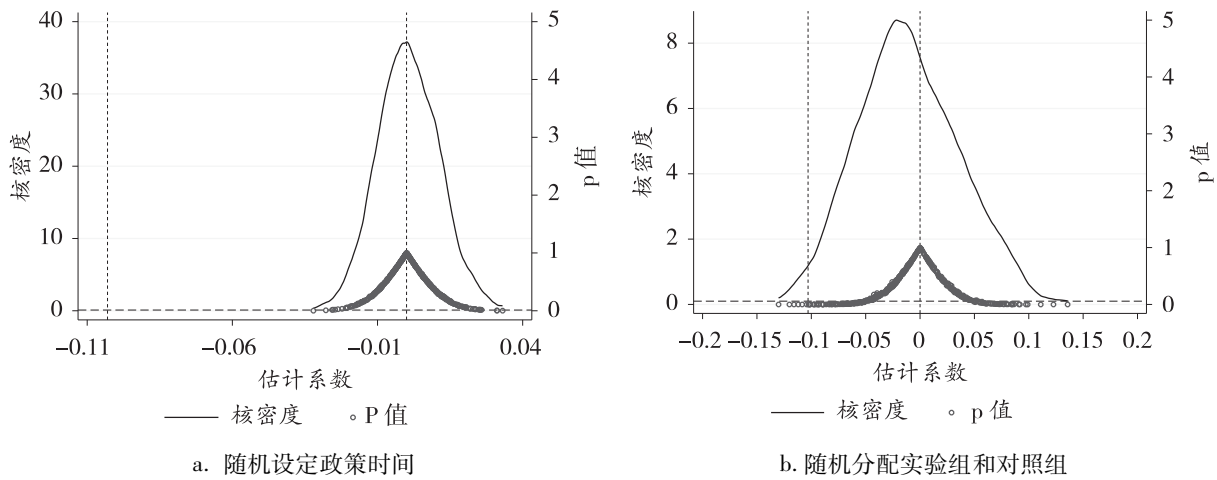 40
30
20
10
0
核密度
5
4
3
2
1
0
p 值
-0.11
-0.06
-0.01
0.04
估计系数
核密度
P 值
a. 随机设定政策时间
8
6
4
2
0
核密度
5
4
3
2
1
0
p 值
-0.2
-0.15
-0.1
-0.05
0
0.05
0.1
0.15
0.2
估计系数
核密度
p 值
b. 随机分配实验组和对照组